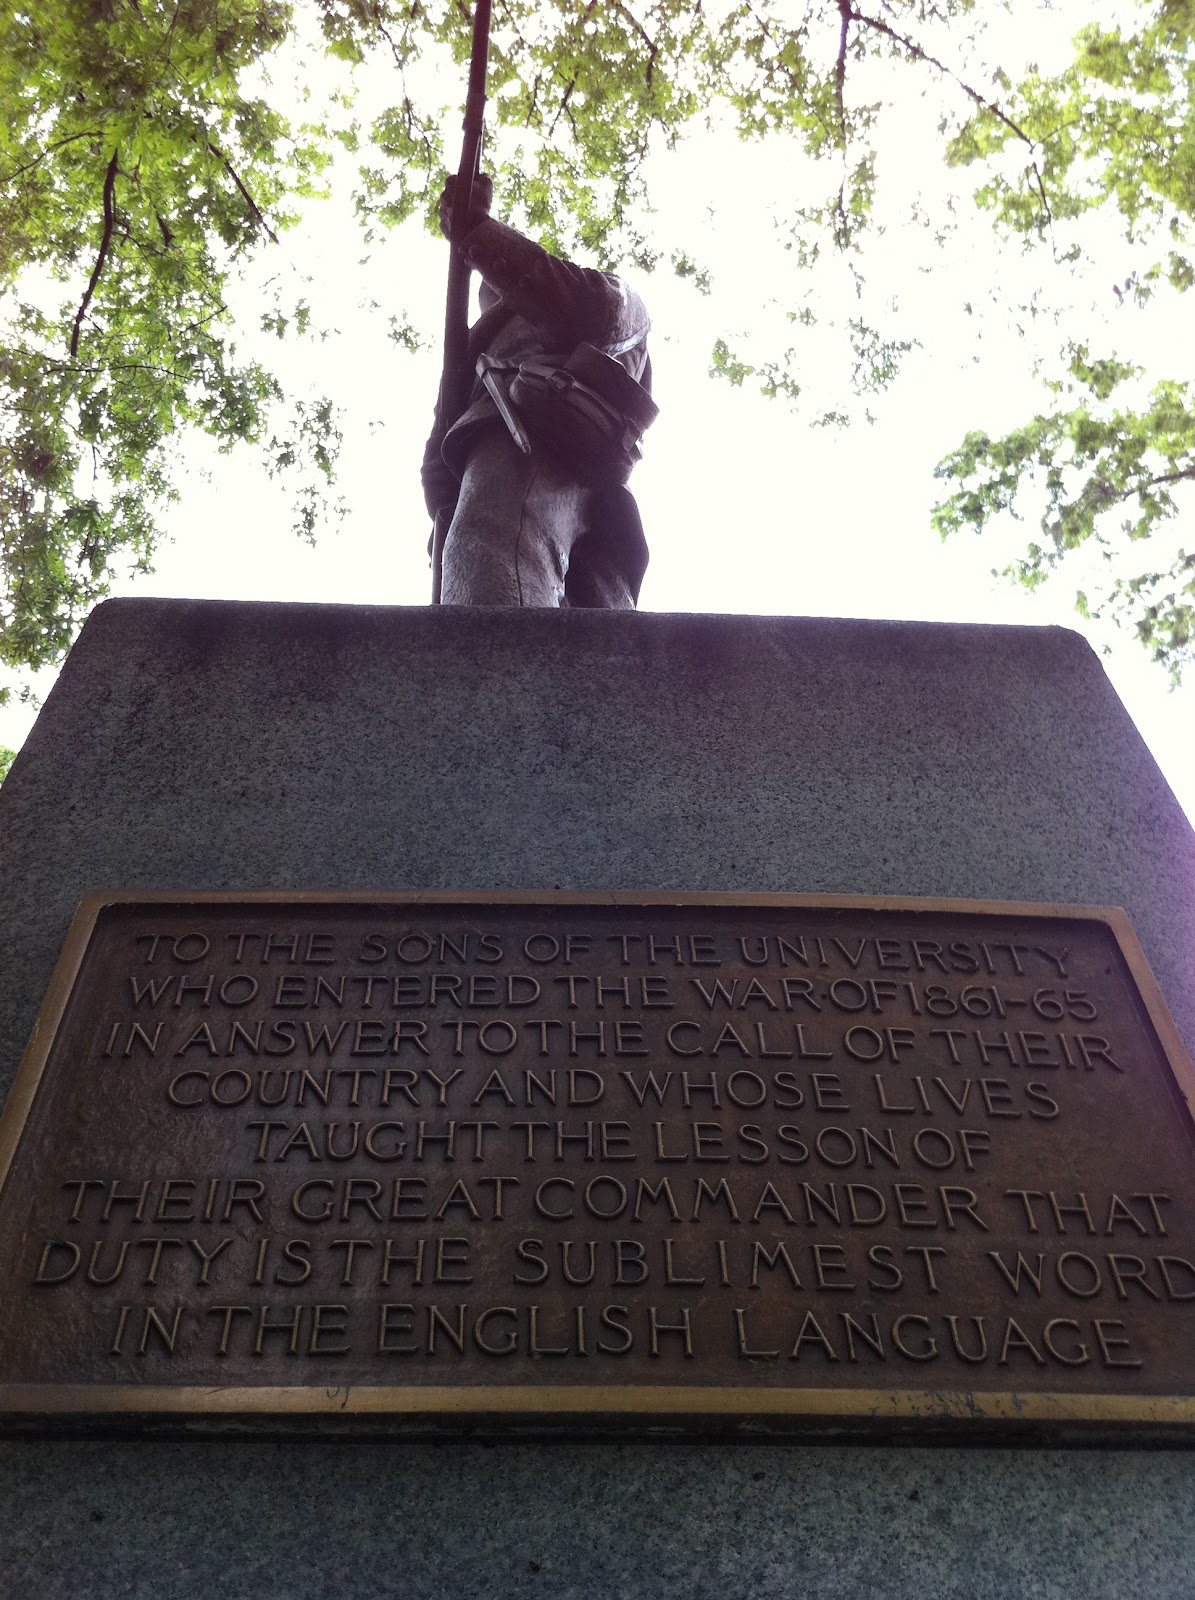 TO THE SONS OF THE UNIVERSITY
WHO ENTERED THE WAR·OF 1861-65
IN ANSWER TO THE CALL OF THEIR
COUNTRY AND WHOSE LIVES
TAUGHT THE LESSON OF
THEIR GREAT COMMANDER THAT
DUTY IS THE SUBLIMEST WORD
IN THE ENGLISH LANGUAGE